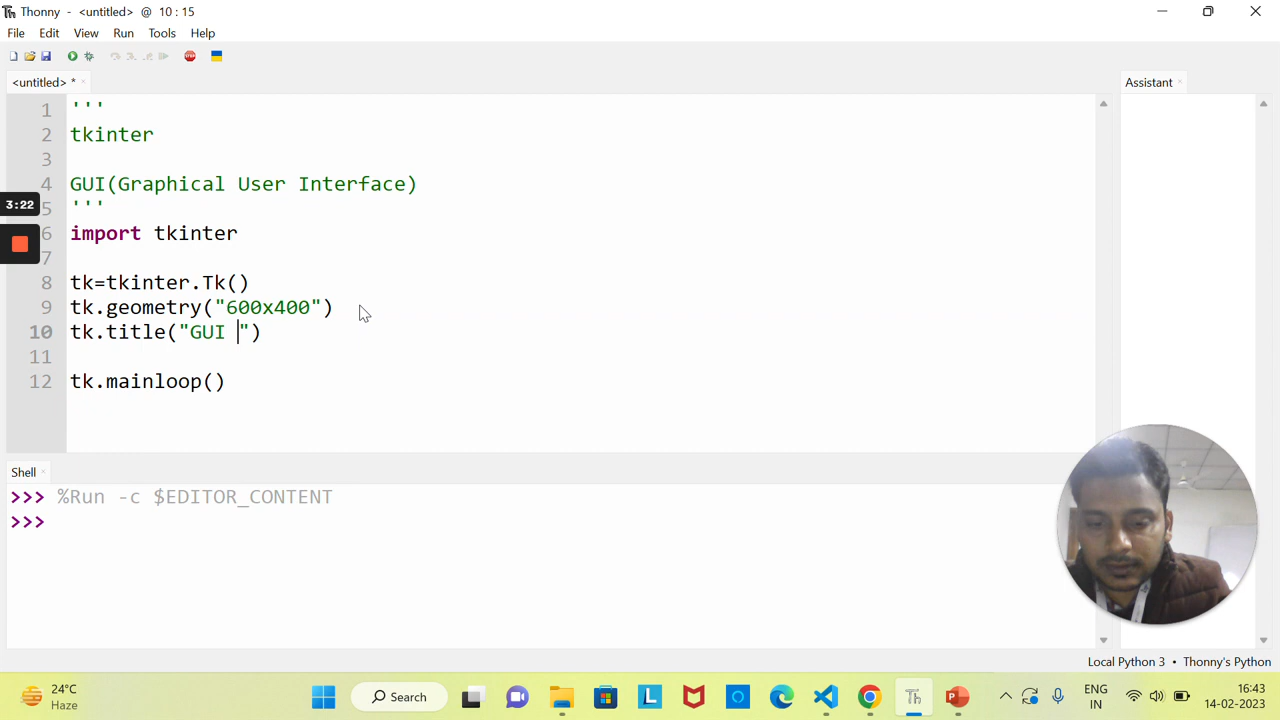 Thonny - <untitled> @ 10 : 15
File Edit View Run Tools Help
STOP
<untitled> *
Assistant
1 '''
2 tkinter
3
4 GUI(Graphical User Interface)
5 '''
6 import tkinter
7
8 tk=tkinter.Tk()
9 tk.geometry("600x400")
10 tk.title("GUI ")
11
12 tk.mainloop()
3:22
Shell
>>> %Run -c $EDITOR_CONTENT
>>>
Local Python 3 • Thonny's Python
24°C
Haze
Search
L
Th
P
ENG
IN
16:43
14-02-2023